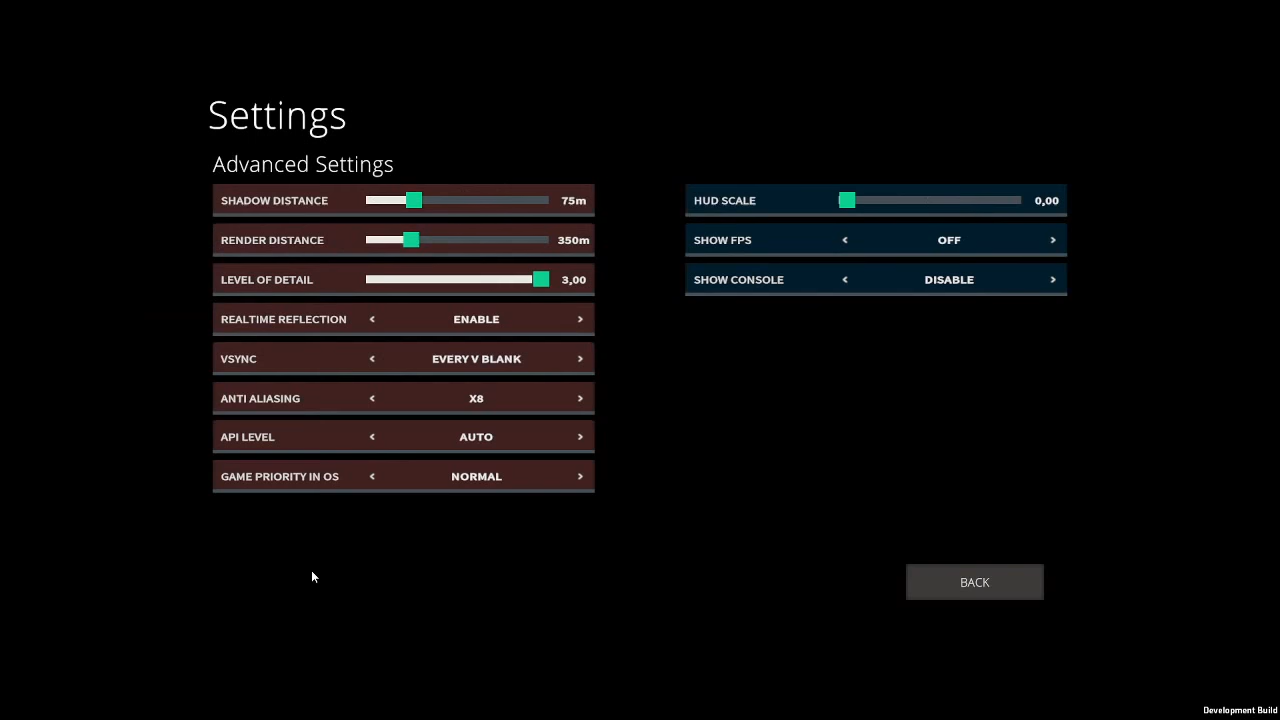 Settings
Advanced Settings
SHADOW DISTANCE 75m
RENDER DISTANCE 350m
LEVEL OF DETAIL 3,00
REALTIME REFLECTION < ENABLE >
VSYNC < EVERY V BLANK >
ANTI ALIASING < X8 >
API LEVEL < AUTO >
GAME PRIORITY IN OS < NORMAL >
HUD SCALE 0,00
SHOW FPS < OFF >
SHOW CONSOLE < DISABLE >
BACK
Development Build